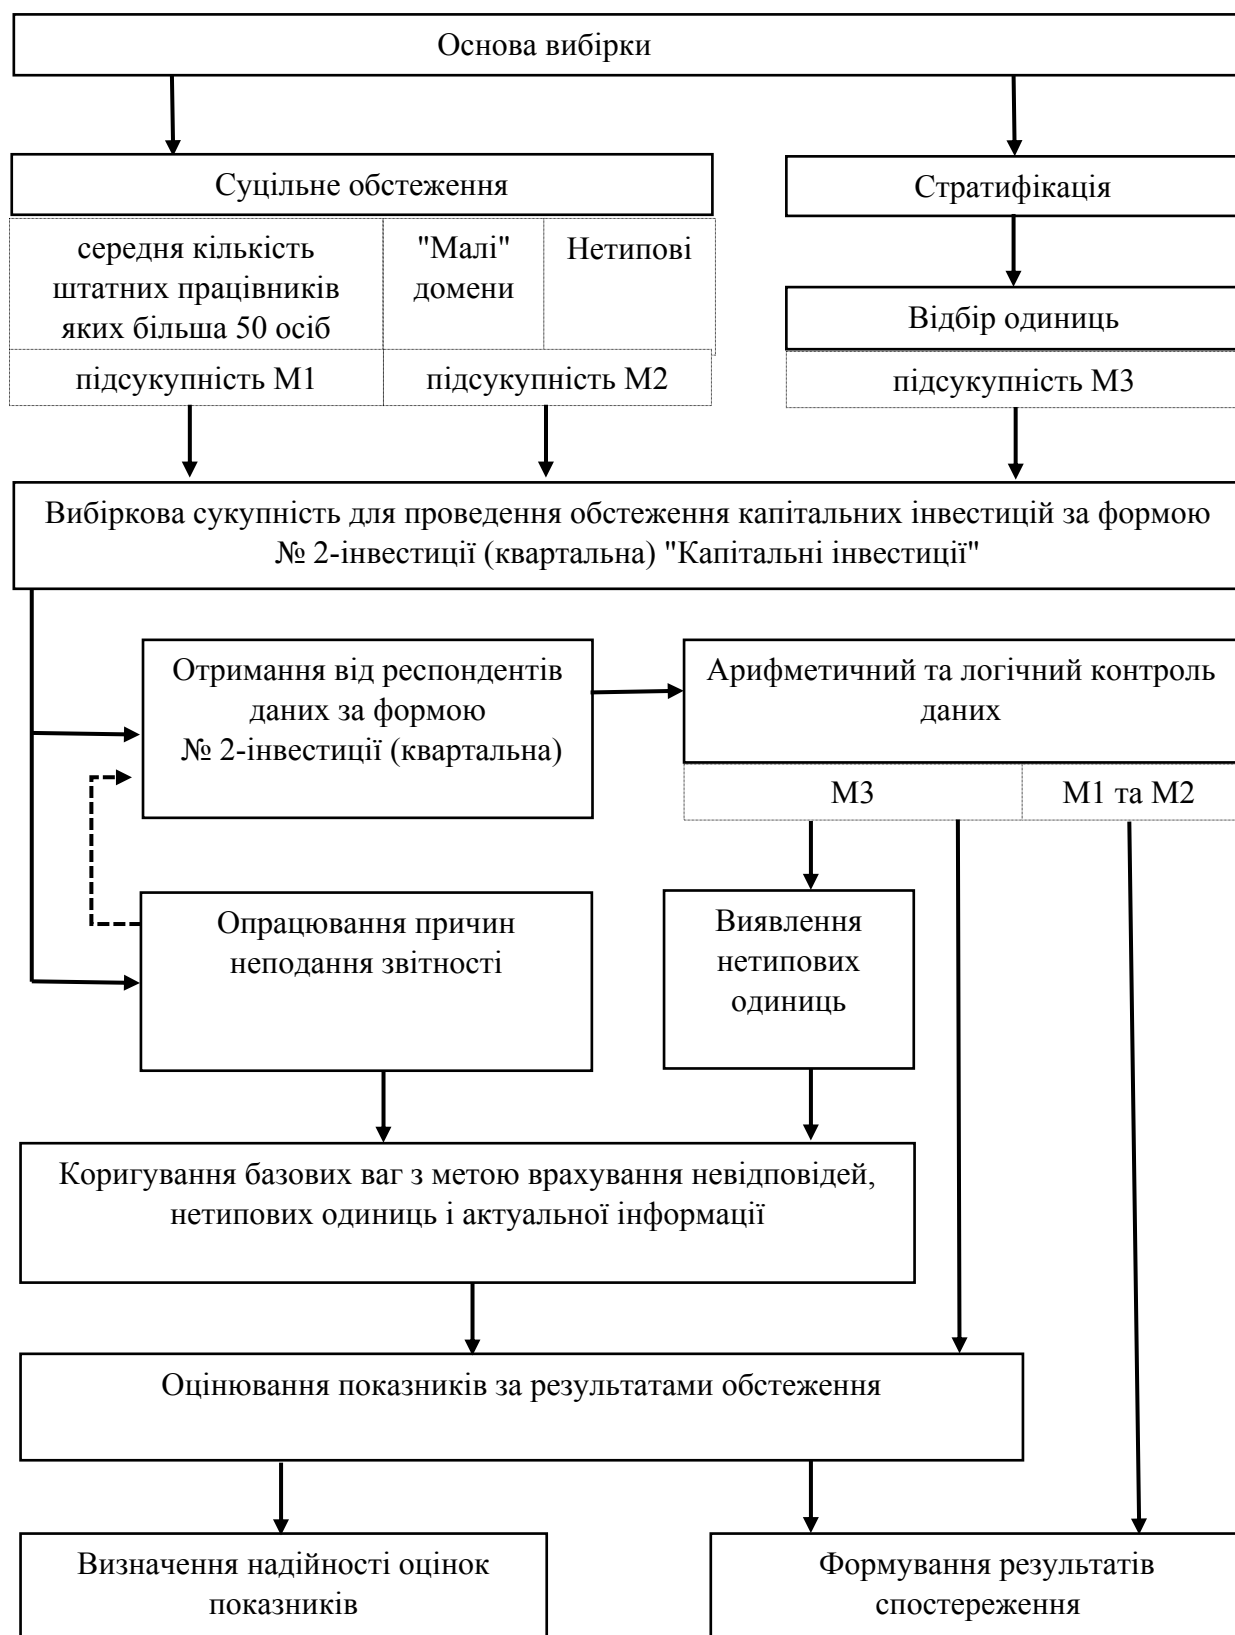 Основа вибірки
Суцільне обстеження
Стратифікація
середня кількість
штатних працівників
яких більша 50 осіб
"Малі"
домени
Нетипові
Відбір одиниць
підсукупність М1
підсукупність М2
підсукупність М3
Вибіркова сукупність для проведення обстеження капітальних інвестицій за формою
№ 2-інвестиції (квартальна) "Капітальні інвестиції"
Отримання від респондентів
даних за формою
№ 2-інвестиції (квартальна)
Арифметичний та логічний контроль
даних
М3
М1 та М2
Опрацювання причин
неподання звітності
Виявлення
нетипових
одиниць
Коригування базових ваг з метою врахування невідповідей,
нетипових одиниць і актуальної інформації
Оцінювання показників за результатами обстеження
Визначення надійності оцінок
показників
Формування результатів
спостереження